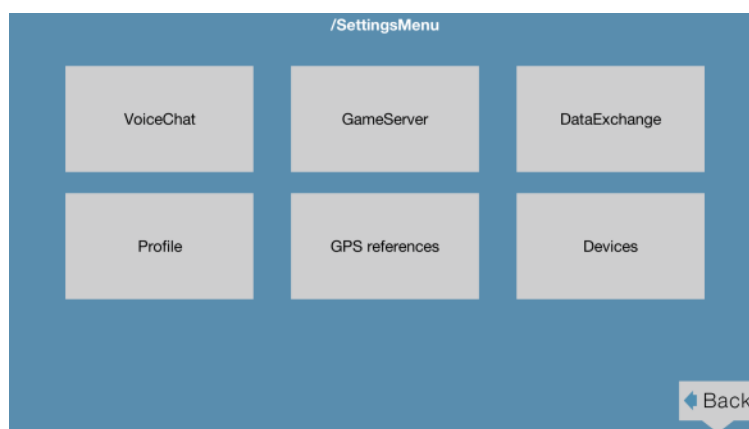 /SettingsMenu
VoiceChat
GameServer
DataExchange
Profile
GPS references
Devices
Back